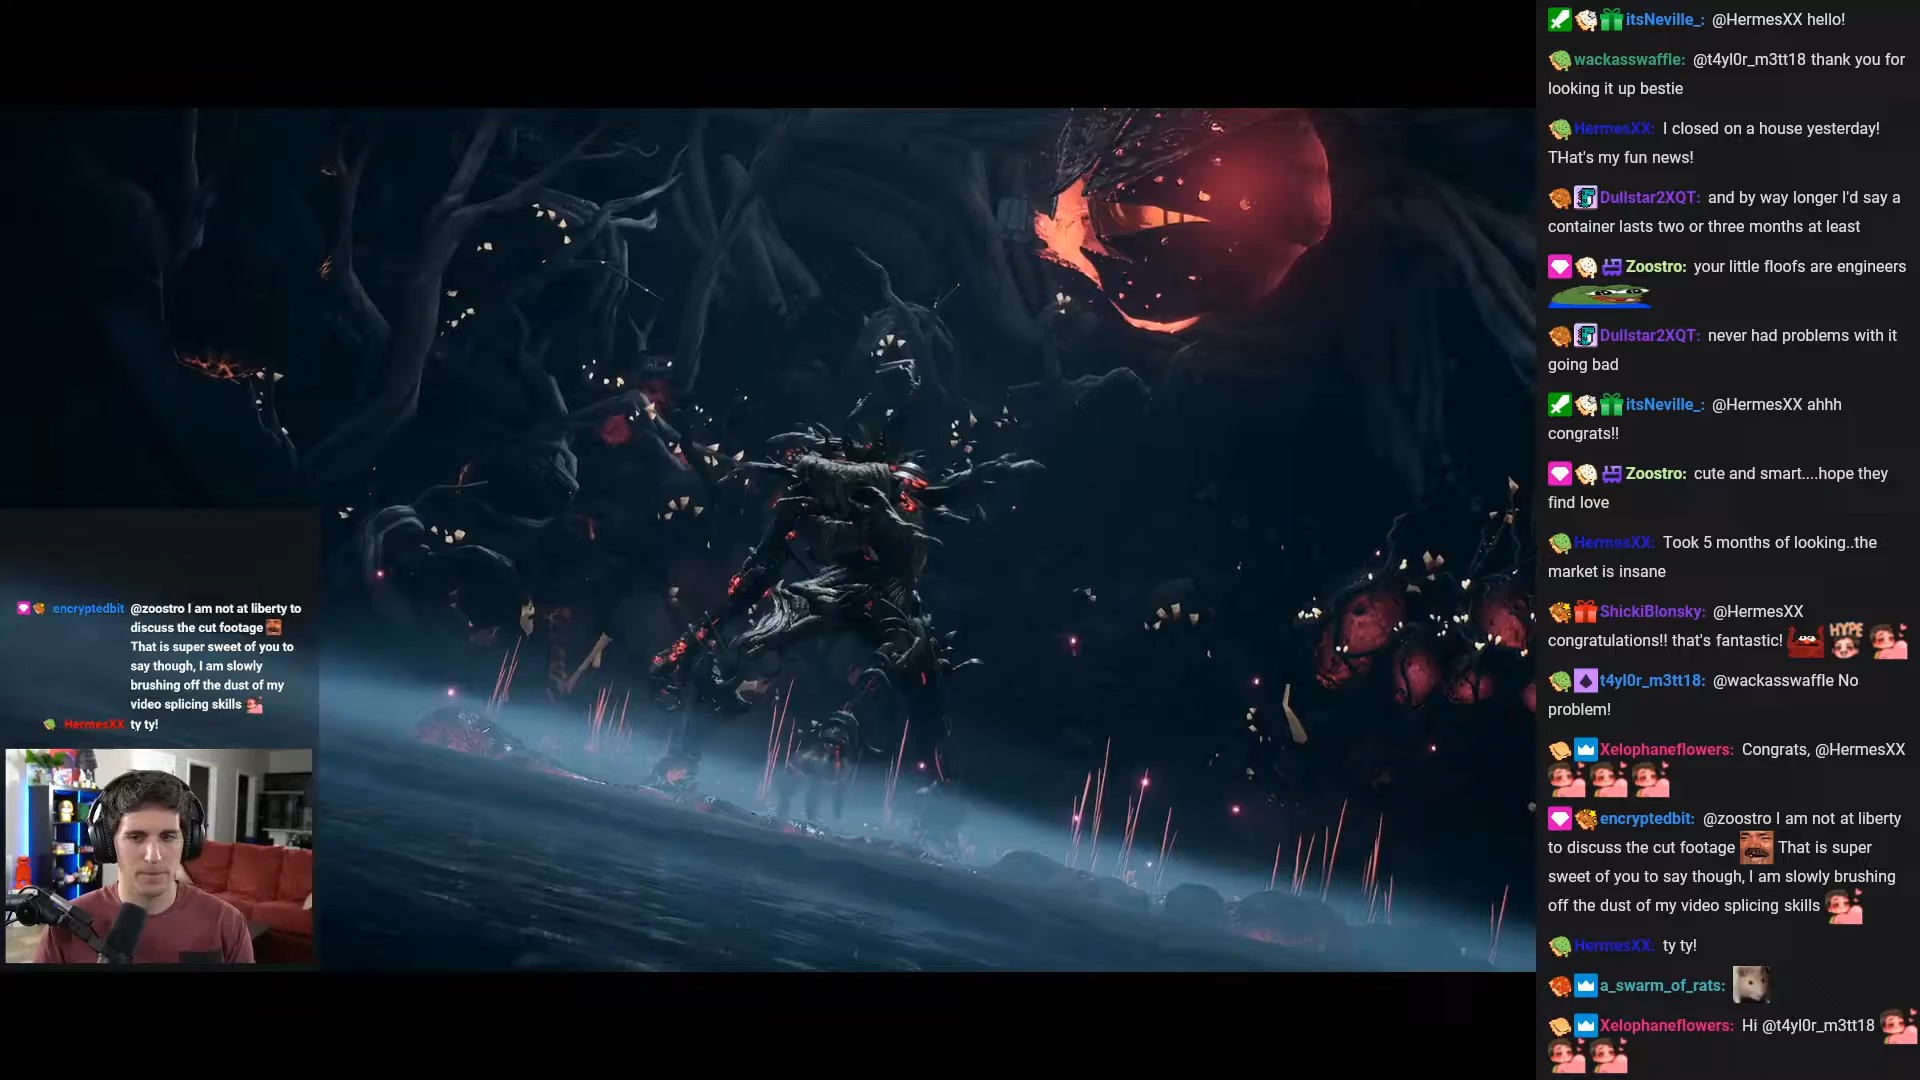 itsNeville_: @HermesXX hello!
wackasswaffle: @t4yl0r_m3tt18 thank you for
looking it up bestie
HermesXX: I closed on a house yesterday!
THat's my fun news!
Dullstar2XQT: and by way longer I'd say a
container lasts two or three months at least
Zoostro: your little floofs are engineers
Dullstar2XQT: never had problems with it
going bad
itsNeville_: @HermesXX ahhh
congrats!!
Zoostro: cute and smart....hope they
find love
HermesXX: Took 5 months of looking..the
market is insane
ShickiBlonsky: @HermesXX
congratulations!! that's fantastic! HYPE
t4yl0r_m3tt18: @wackasswaffle No
problem!
Xelophaneflowers: Congrats, @HermesXX
encryptedbit: @zoostro I am not at liberty
to discuss the cut footage That is super
sweet of you to say though, I am slowly brushing
off the dust of my video splicing skills
HermesXX: ty ty!
a_swarm_of_rats:
Xelophaneflowers: Hi @t4yl0r_m3tt18
encryptedbit @zoostro I am not at liberty to
discuss the cut footage
That is super sweet of you to
say though, I am slowly
brushing off the dust of my
video splicing skills
HermesXX ty ty!